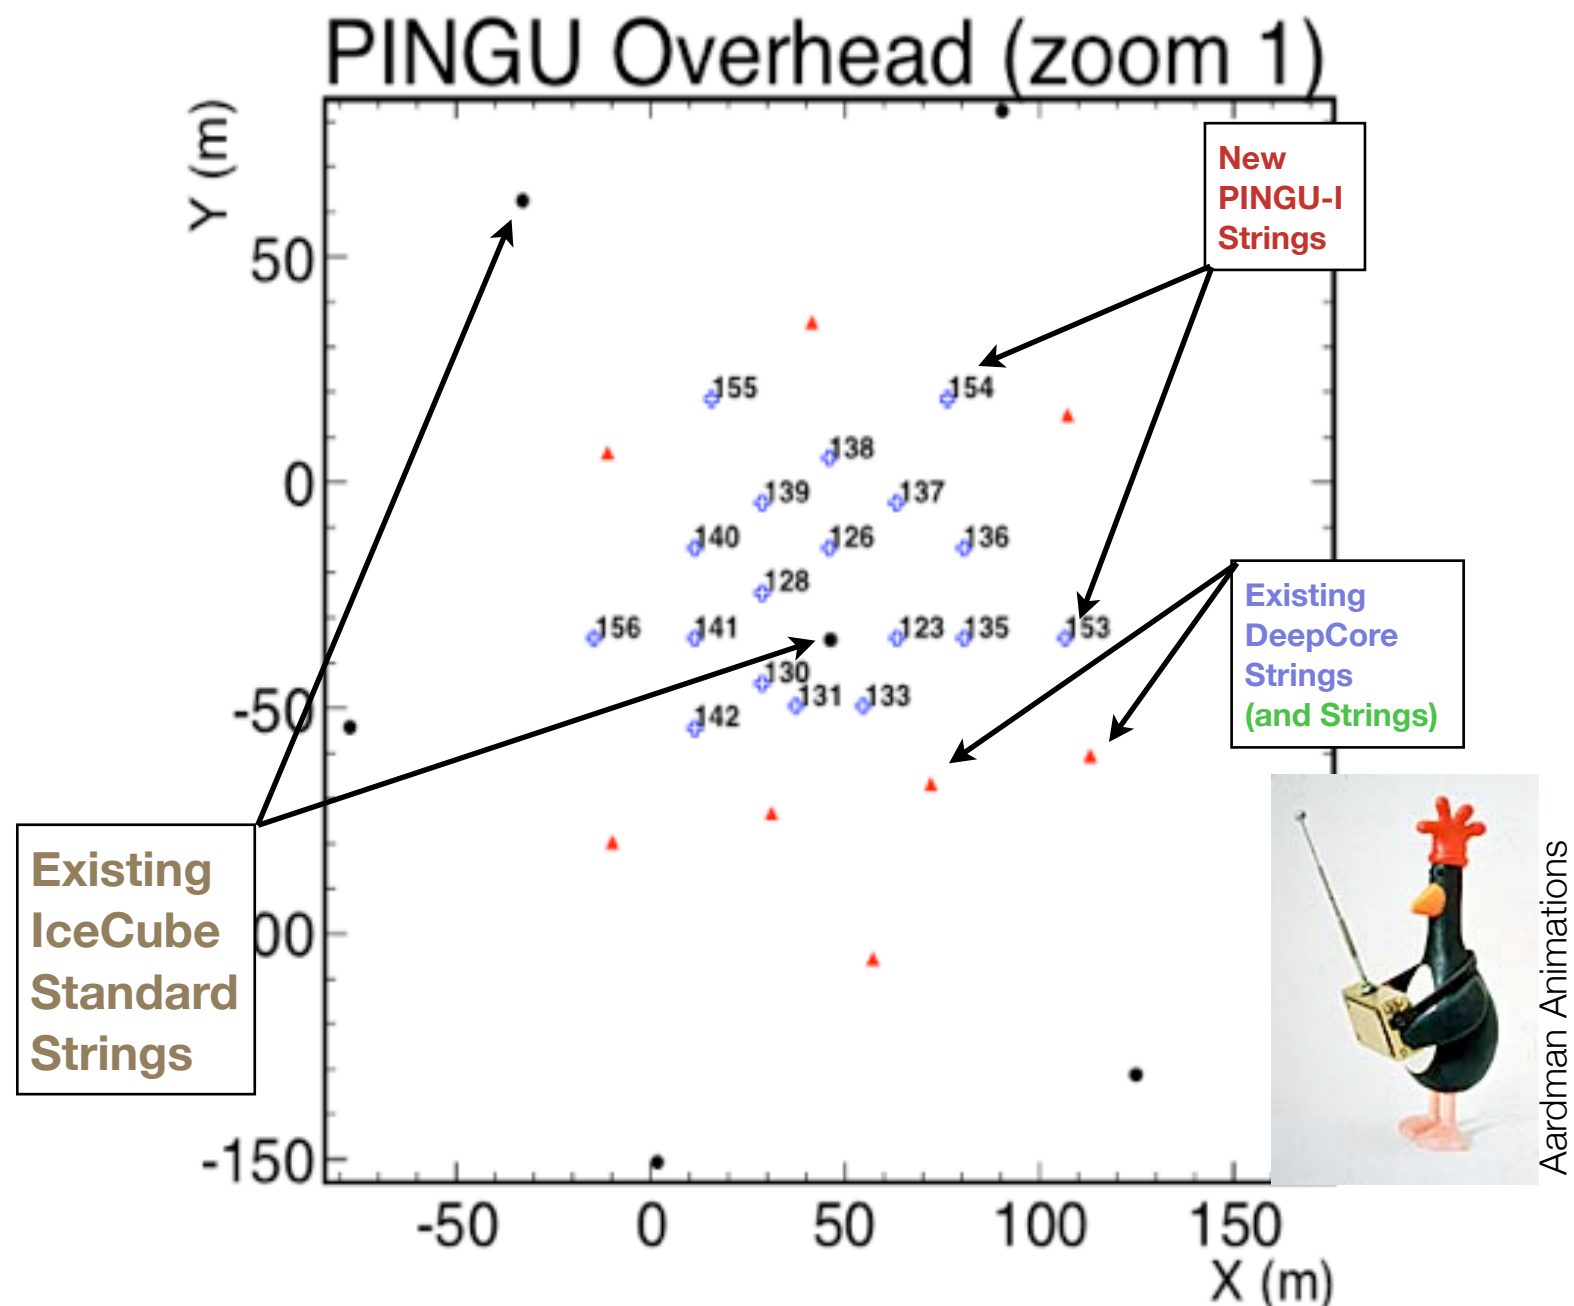 PINGU Overhead (zoom 1)
Y (m)
50
0
-50
00
-150
-50 0 50 100 150
X (m)
New
PINGU-I
Strings
155
154
138
139
137
140
126
136
128
156
141
123
135
153
130
131
133
142
Existing
DeepCore
Strings
(and Strings)
Existing
IceCube
Standard
Strings
Aardman Animations